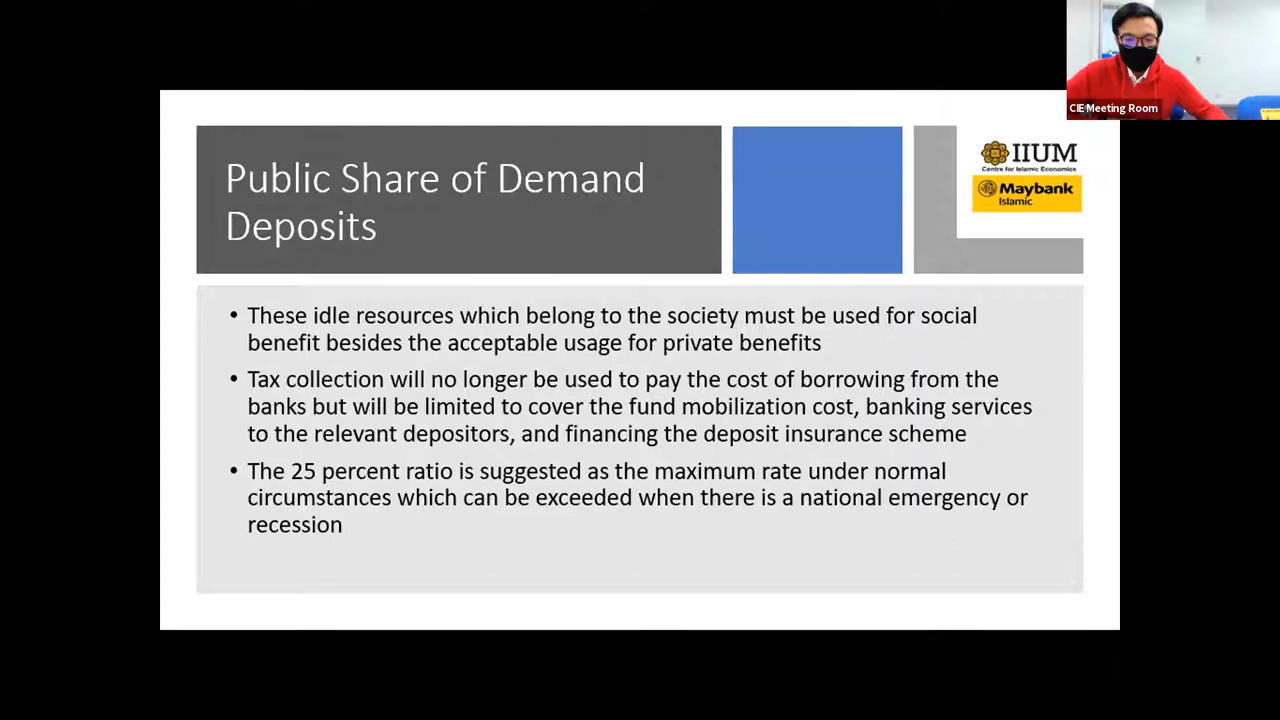 CIE Meeting Room
Public Share of Demand
Deposits
IIUM
Centre for Islamic Economics
Maybank
Islamic
• These idle resources which belong to the society must be used for social
benefit besides the acceptable usage for private benefits
• Tax collection will no longer be used to pay the cost of borrowing from the
banks but will be limited to cover the fund mobilization cost, banking services
to the relevant depositors, and financing the deposit insurance scheme
• The 25 percent ratio is suggested as the maximum rate under normal
circumstances which can be exceeded when there is a national emergency or
recession